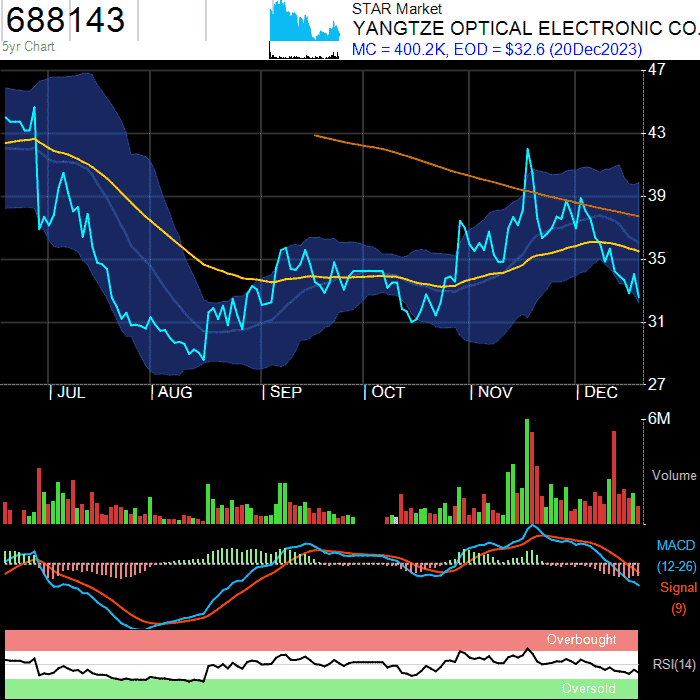 688143
5yr Chart
STAR Market
YANGTZE OPTICAL ELECTRONIC CO.
MC = 400.2K, EOD = $32.6 (20Dec2023)
47
43
39
35
31
27
| JUL | AUG | SEP | OCT | NOV | DEC
6M
Volume
MACD
(12-26)
Signal
(9)
Overbought
RSI(14)
Oversold